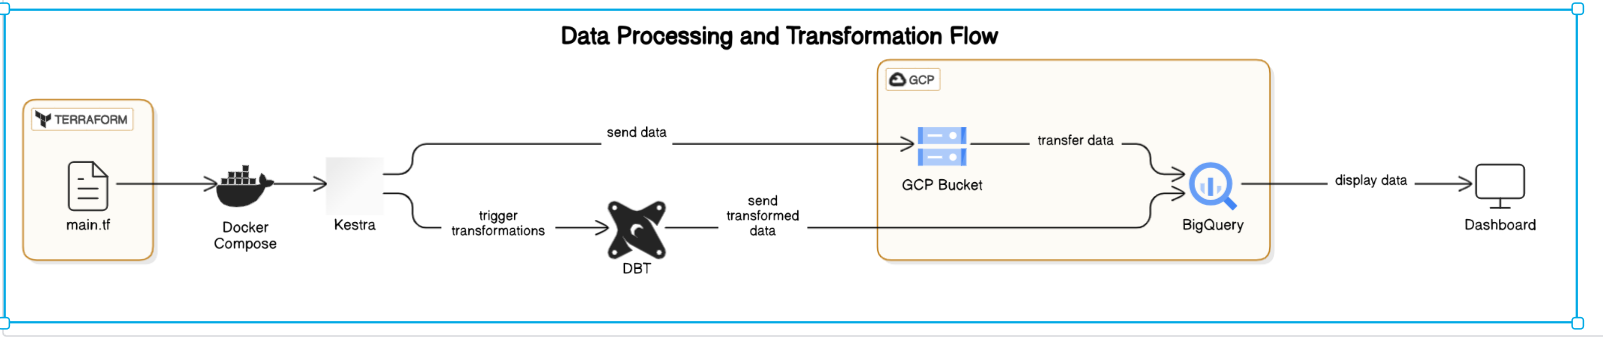 Data Processing and Transformation Flow
TERRAFORM
main.tf
Docker
Compose
Kestra
send data
trigger
transformations
DBT
send
transformed
data
GCP
GCP Bucket
transfer data
BigQuery
display data
Dashboard